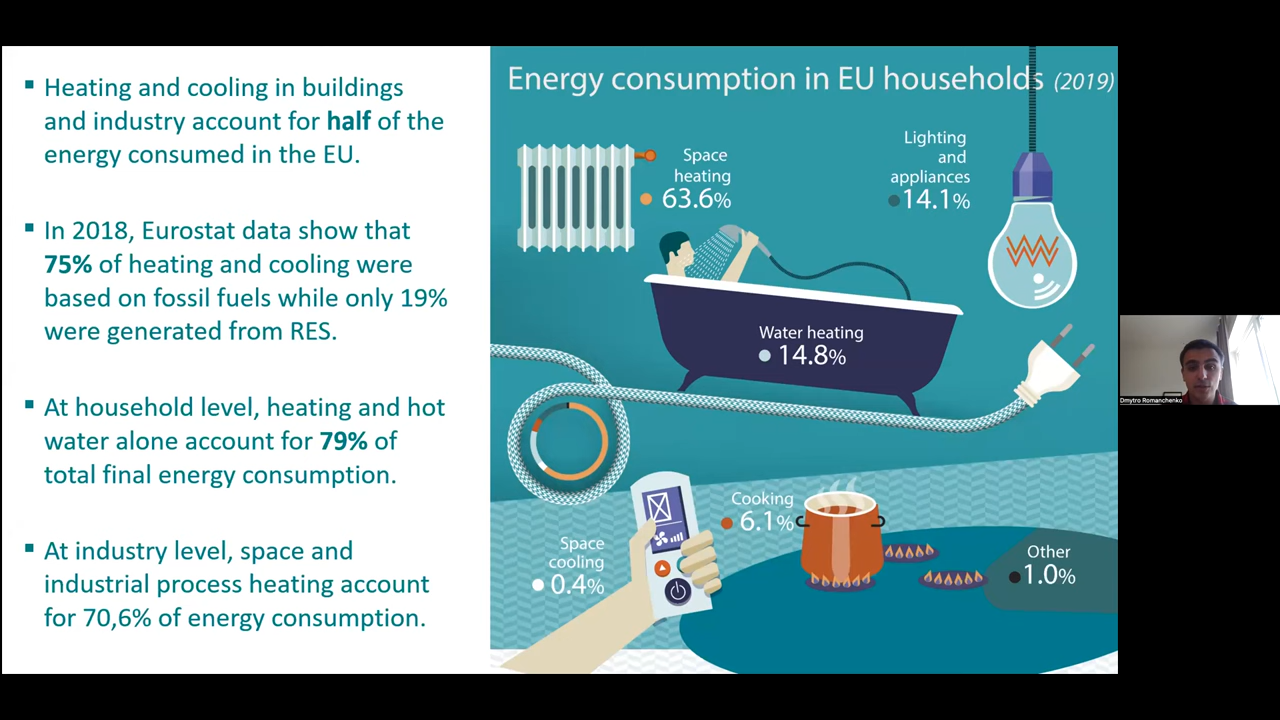 ▪ Heating and cooling in buildings
and industry account for half of the
energy consumed in the EU.
▪ In 2018, Eurostat data show that
75% of heating and cooling were
based on fossil fuels while only 19%
were generated from RES.
▪ At household level, heating and hot
water alone account for 79% of
total final energy consumption.
▪ At industry level, space and
industrial process heating account
for 70,6% of energy consumption.
Energy consumption in EU households (2019)
Space
heating
63.6%
Lighting
and
appliances
14.1%
Water heating
14.8%
Cooking
6.1%
Space
cooling
0.4%
Other
1.0%
Dmytro Romanchenko